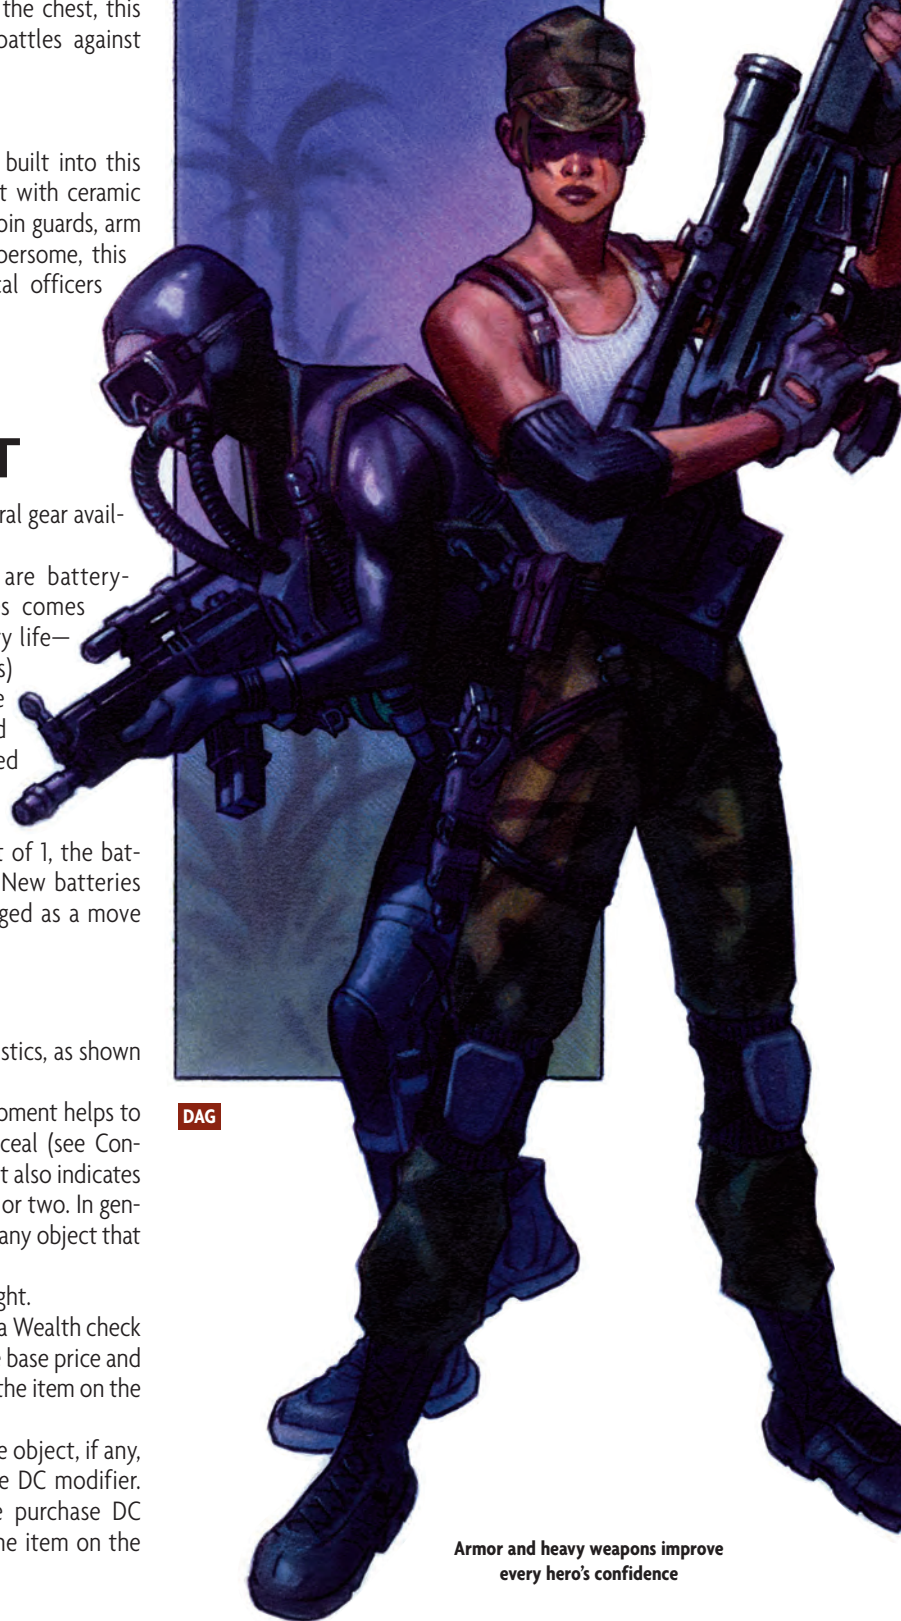 the chest, this
battles against
built into this
t with ceramic
oin guards, arm
bersome, this
cal officers
T
ral gear avail-
are battery-
s comes
y life—
s)
e
d
ed
t of 1, the bat-
New batteries
ged as a move
stics, as shown
pment helps to
ceal (see Con-
t also indicates
or two. In gen-
any object that
ght.
a Wealth check
e base price and
the item on the
e object, if any,
e DC modifier.
e purchase DC
he item on the
DAG
Armor and heavy weapons improve
every hero's confidence